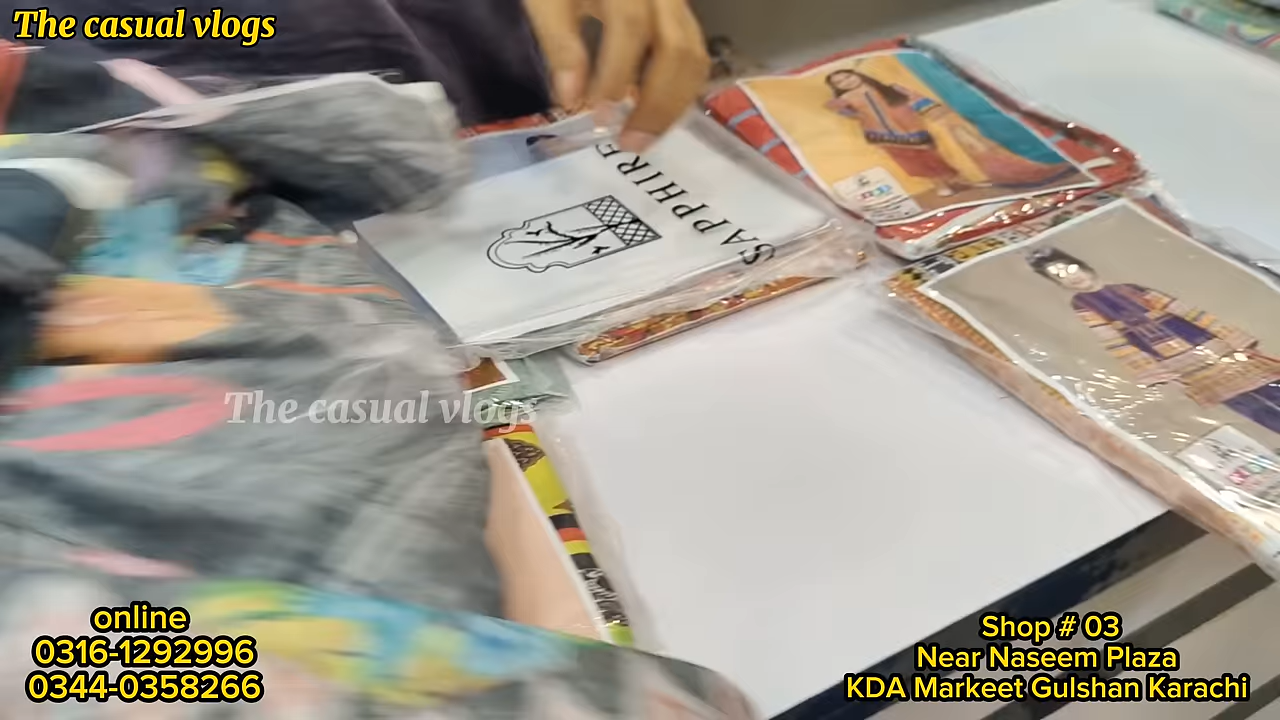 The casual vlogs
SAPPHIRE
The casual vlogs
online
0316-1292996
0344-0358266
Shop # 03
Near Naseem Plaza
KDA Markeet Gulshan Karachi